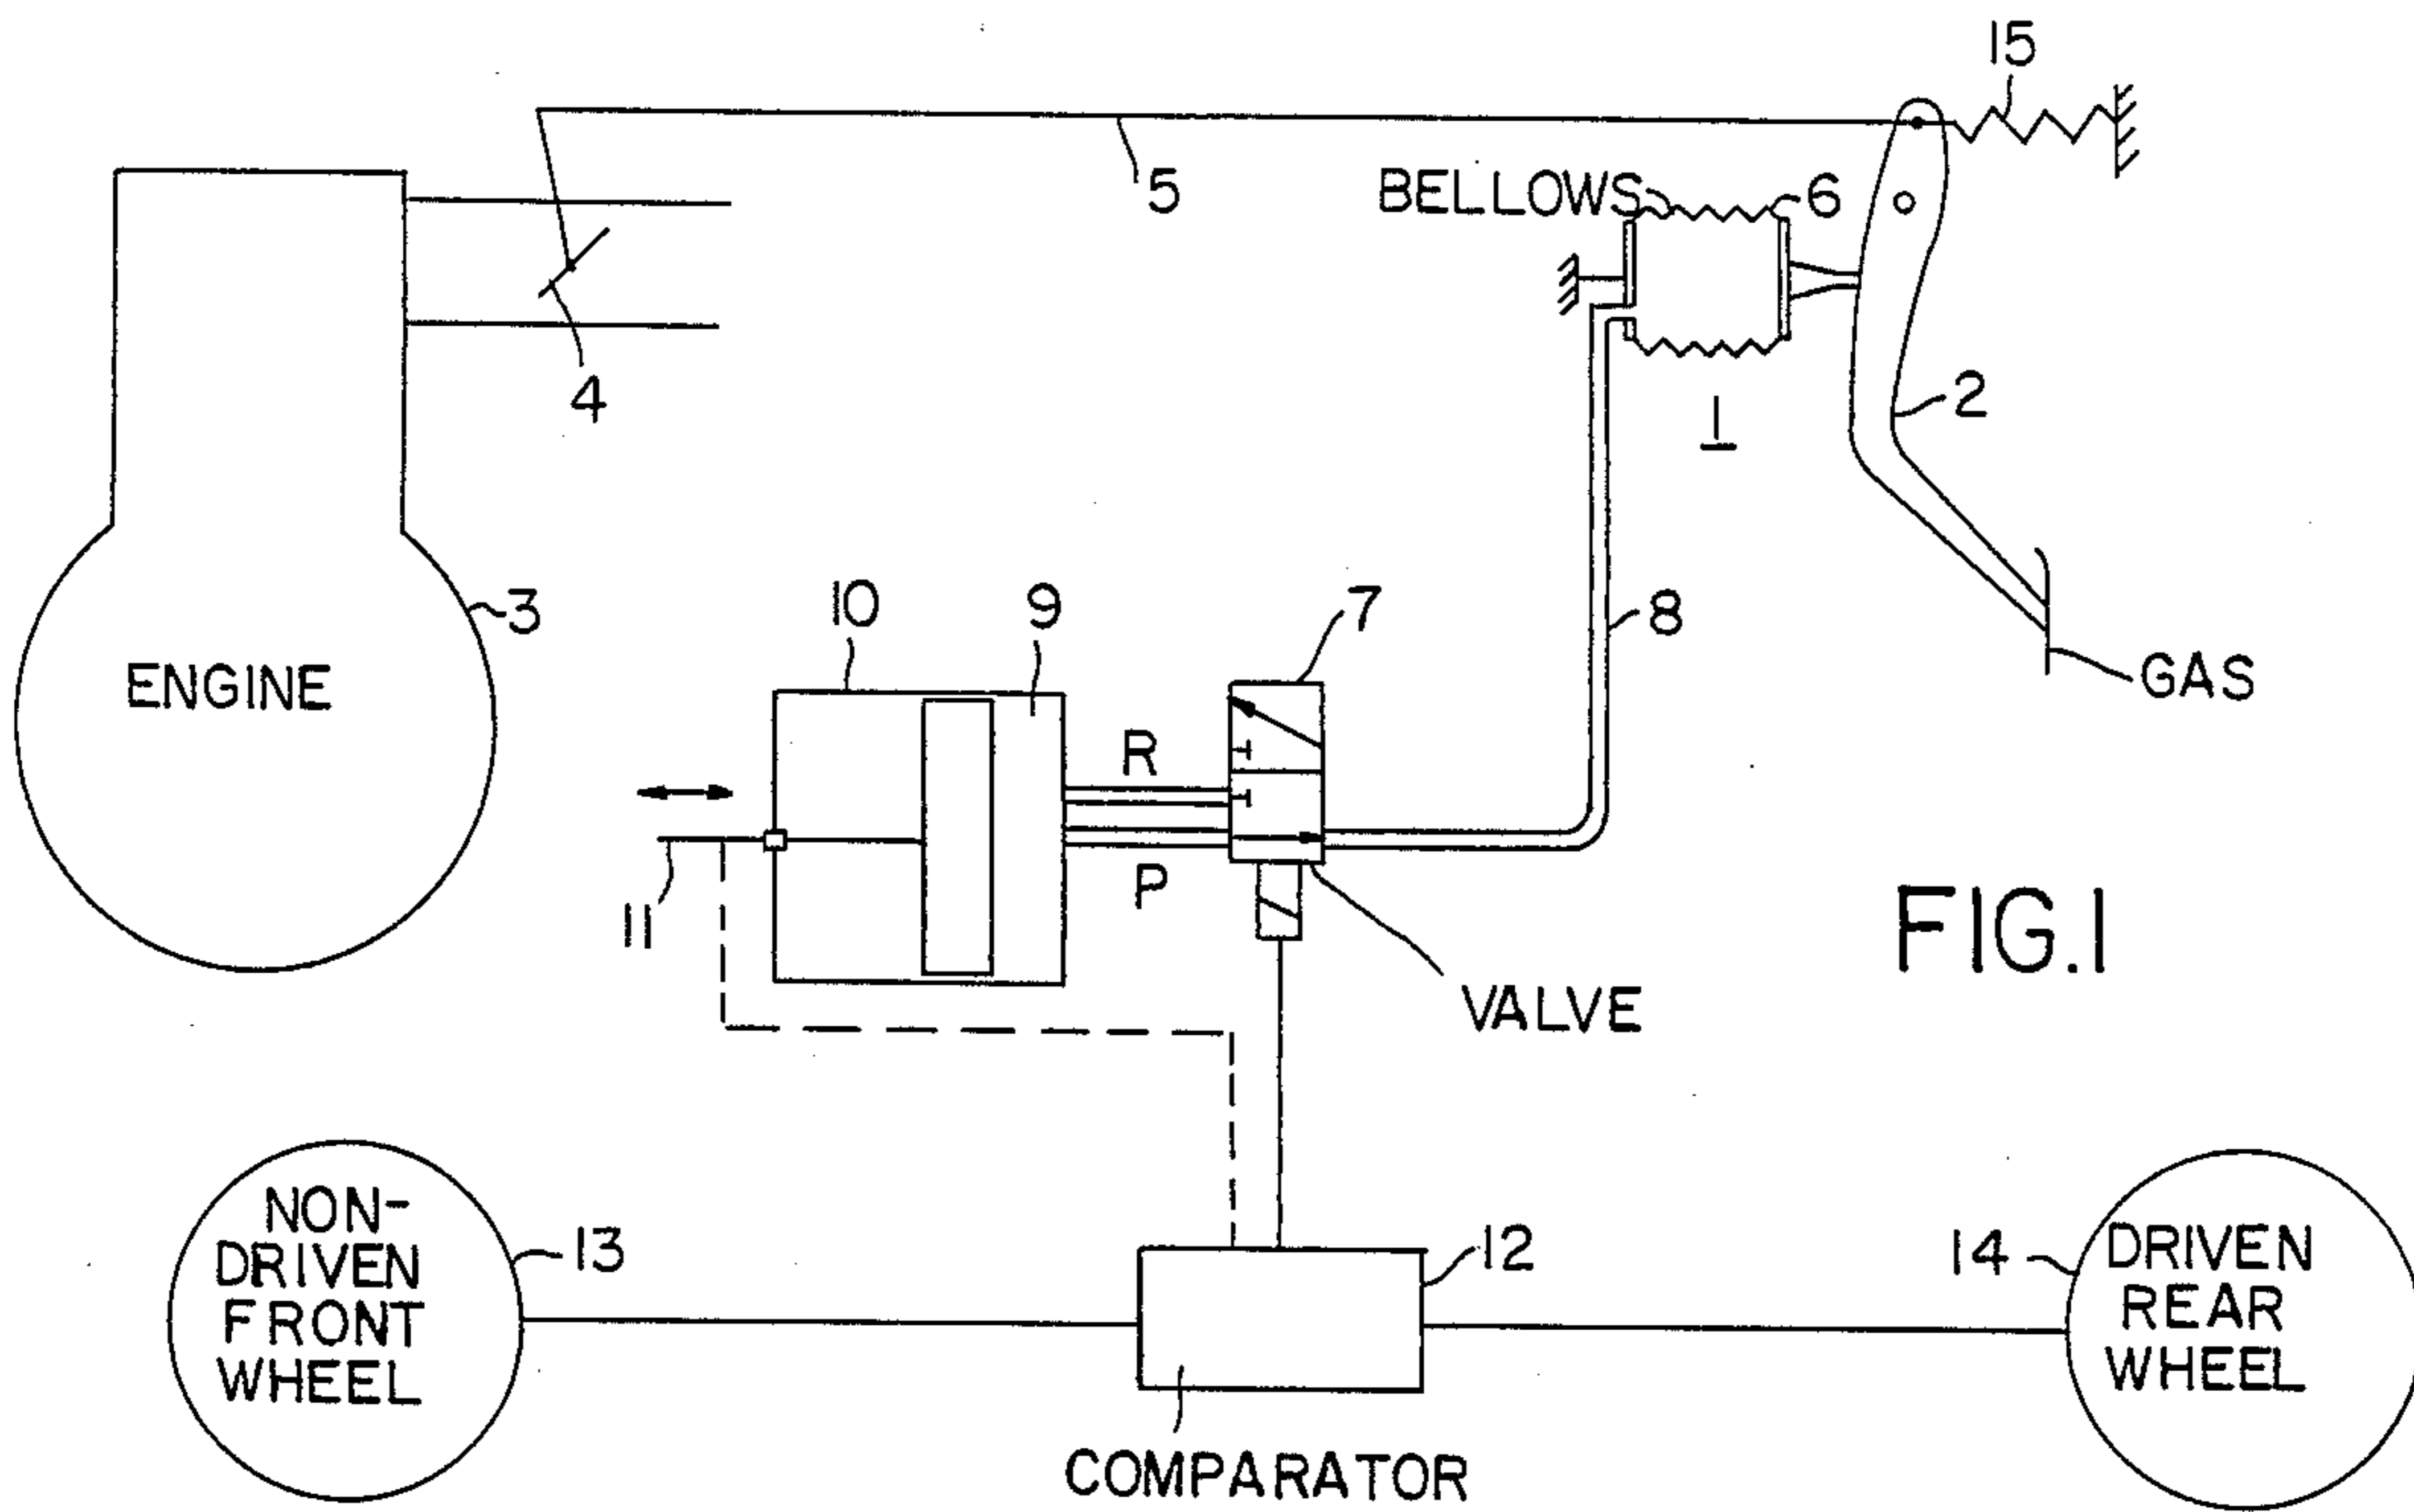 15
BELLOWS
6
5
4
1
2
3
ENGINE
10
9
7
8
GAS
R
P
11
VALVE
FIG.1
NON-
DRIVEN
FRONT
WHEEL
13
12
14
DRIVEN
REAR
WHEEL
COMPARATOR